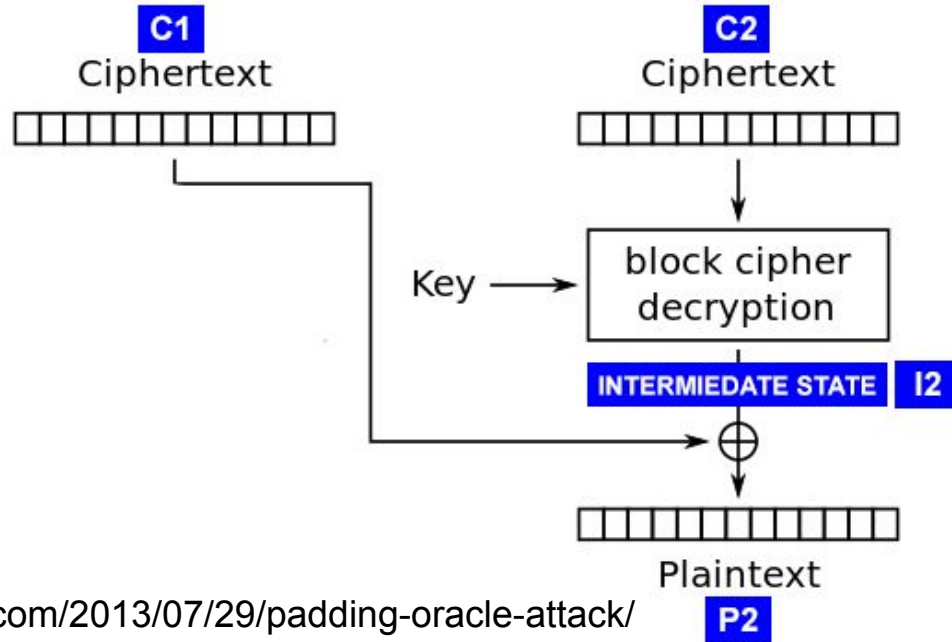 C1
Ciphertext
C2
Ciphertext
Key
block cipher
decryption
INTERMIEDATE STATE
I2
Plaintext
P2
com/2013/07/29/padding-oracle-attack/